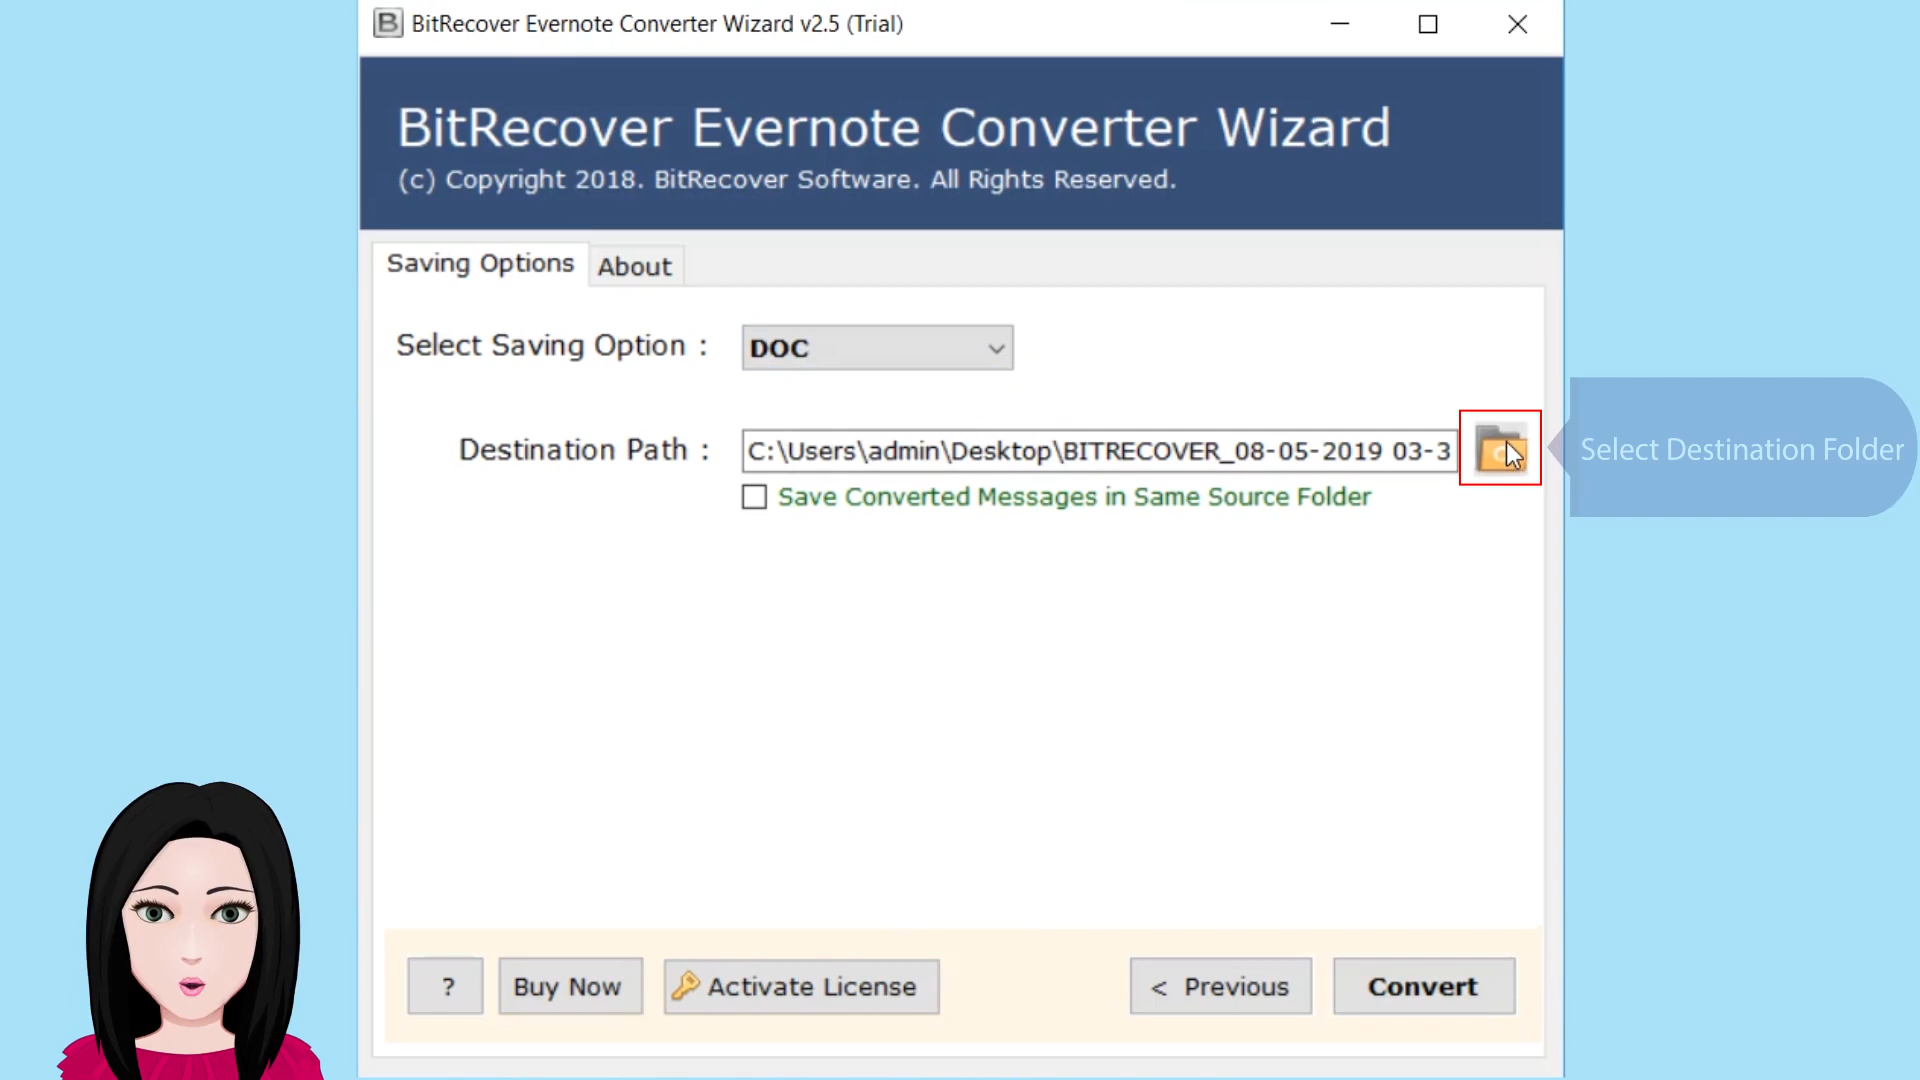 BitRecover Evernote Converter Wizard v2.5 (Trial)
BitRecover Evernote Converter Wizard
(c) Copyright 2018. BitRecover Software. All Rights Reserved.
Saving Options
About
Select Saving Option :
DOC
Destination Path :
C:\Users\admin\Desktop\BITRECOVER_08-05-2019 03-3
Select Destination Folder
Save Converted Messages in Same Source Folder
?
Buy Now
Activate License
< Previous
Convert